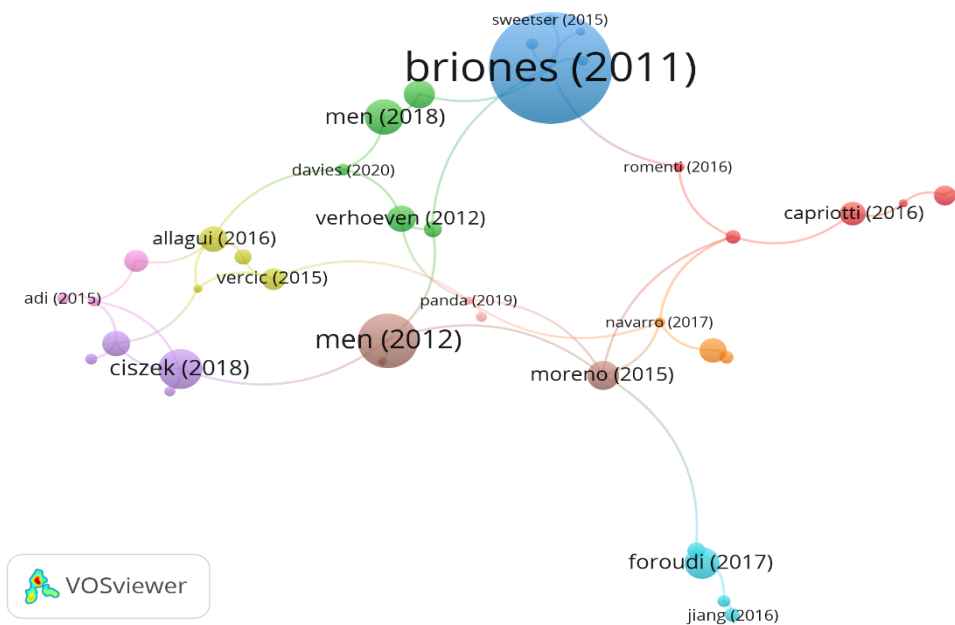 sweetser (2015)
briones (2011)
men (2018)
davies (2020)
romenti (2016)
verhoeven (2012)
capriotti (2016)
allagui (2016)
vercic (2015)
adi (2015)
panda (2019)
navarro (2017)
men (2012)
ciszek (2018)
moreno (2015)
foroudi (2017)
VOSviewer
jiang (2016)